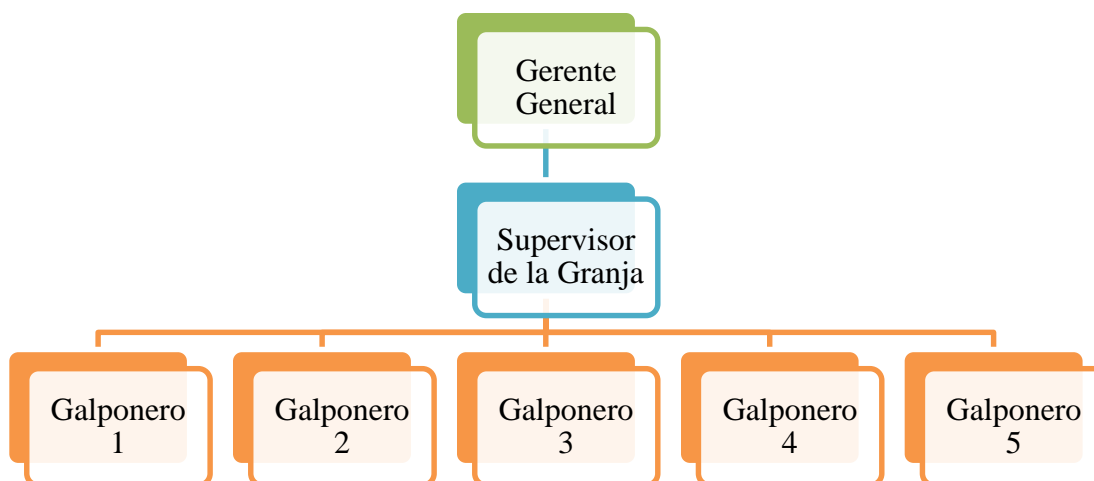 Gerente
General
Supervisor
de la Granja
Galponero
1
Galponero
2
Galponero
3
Galponero
4
Galponero
5